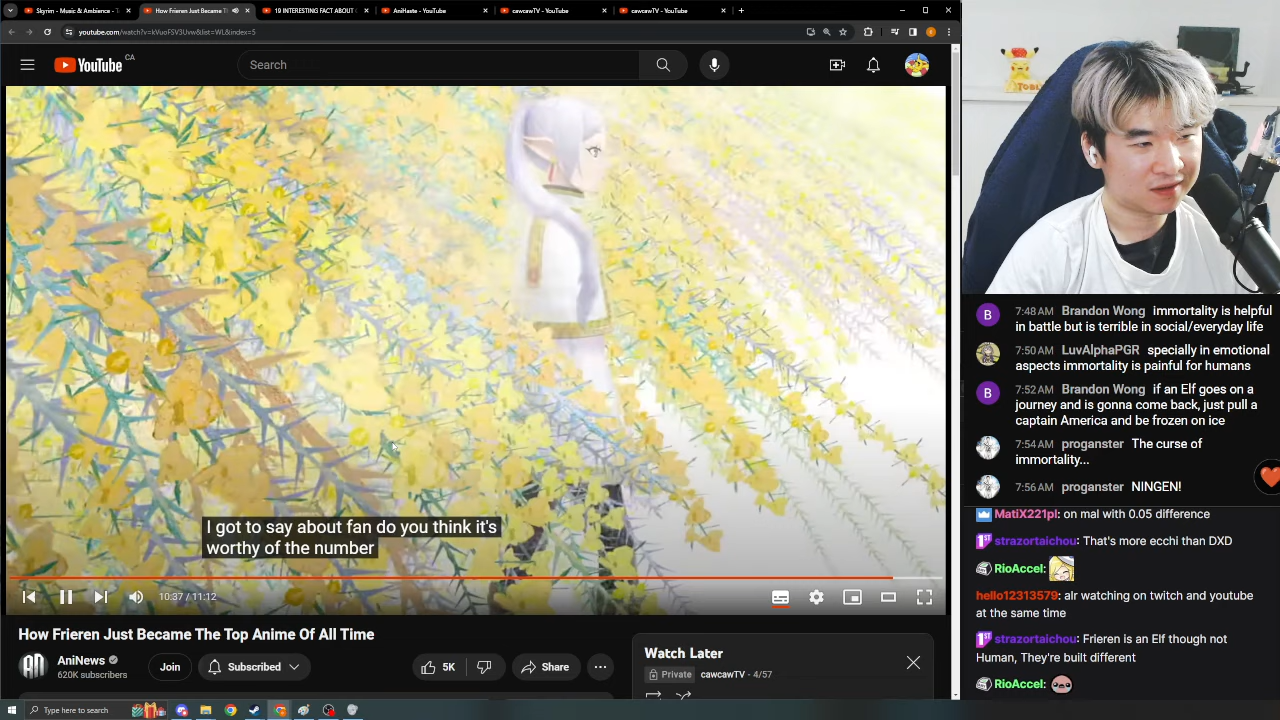 Skyrim - Music & Ambience - T
How Frieren Just Became Th
19 INTERESTING FACT ABOUT
AniHaste - YouTube
cawcawTV - YouTube
cawcawTV - YouTube
youtube.com/watch?v=kVuoFSV3Uvw&list=WL&index=5
YouTube CA
Search
I got to say about fan do you think it's
worthy of the number
10:37 / 11:12
How Frieren Just Became The Top Anime Of All Time
AniNews
620K subscribers
Join
Subscribed
5K
Share
Watch Later
Private cawcawTV - 4/57
Type here to search
B 7:48 AM Brandon Wong Immortality is helpful
in battle but is terrible in social/everyday life
7:50 AM LuvAlphaPGR specially in emotional
aspects immortality is painful for humans
B 7:52 AM Brandon Wong if an Elf goes on a
journey and is gonna come back, just pull a
captain America and be frozen on ice
7:54 AM proganster The curse of
immortality...
7:56 AM proganster NINGEN!
MatiX221pl: on mal with 0.05 difference
1ST strazortaichou: That's more ecchi than DXD
RioAccel:
hello12313579: alr watching on twitch and youtube
at the same time
1ST strazortaichou: Frieren is an Elf though not
Human, They're built different
RioAccel: